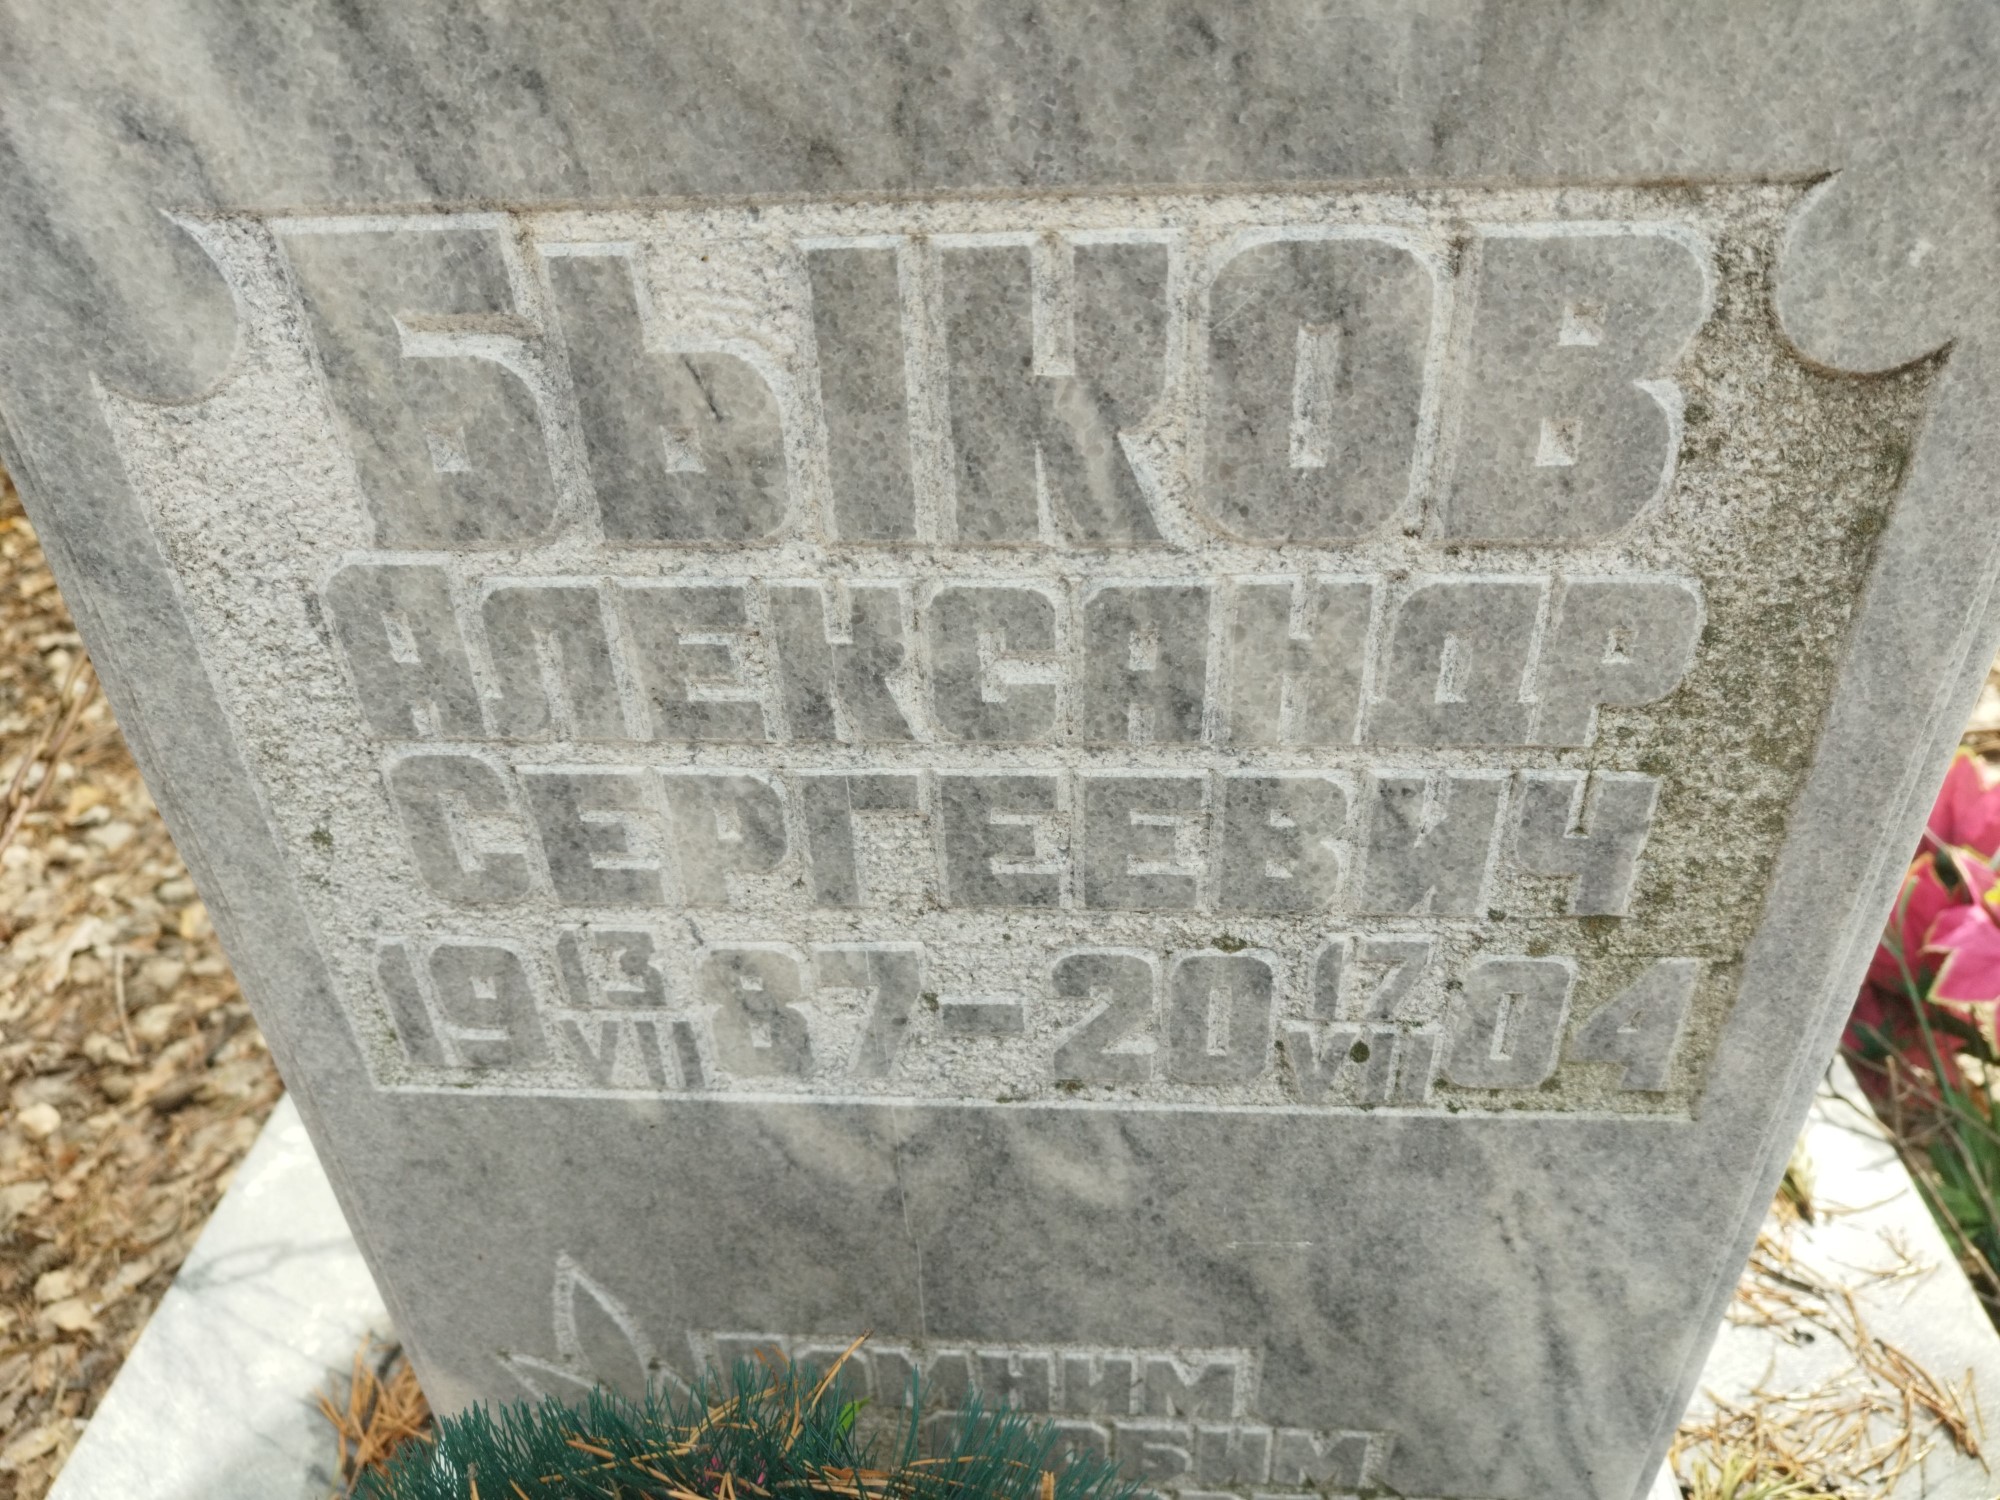 БЫКОВ
АЛЕКСАНДР
СЕРГЕЕВИЧ
19 13/VII 87 - 20 17/VII 04
ПОМНИМ